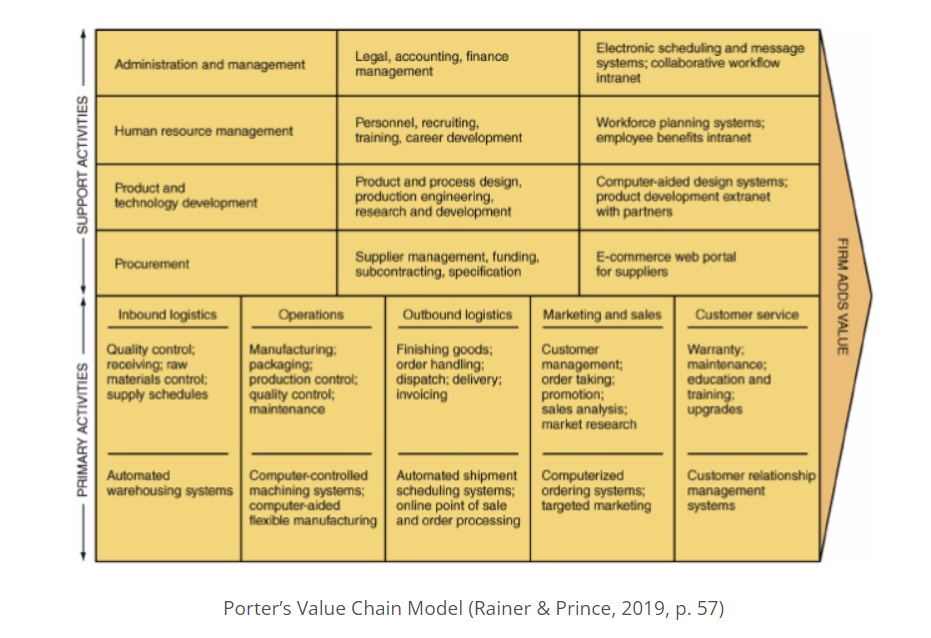 SUPPORT ACTIVITIES
Administration and management
Legal, accounting, finance
management
Electronic scheduling and message
systems; collaborative workflow
intranet
Human resource management
Personnel, recruiting,
training, career development
Workforce planning systems;
employee benefits intranet
Product and
technology development
Product and process design,
production engineering,
research and development
Computer-aided design systems;
product development extranet
with partners
Procurement
Supplier management, funding,
subcontracting, specification
E-commerce web portal
for suppliers
PRIMARY ACTIVITIES
Inbound logistics
Quality control;
receiving; raw
materials control;
supply schedules
Automated
warehousing systems
Operations
Manufacturing;
packaging;
production control;
quality control;
maintenance
Computer-controlled
machining systems;
computer-aided
flexible manufacturing
Outbound logistics
Finishing goods;
order handling;
dispatch; delivery;
invoicing
Automated shipment
scheduling systems;
online point of sale
and order processing
Marketing and sales
Customer
management;
order taking;
promotion;
sales analysis;
market research
Computerized
ordering systems;
targeted marketing
Customer service
Warranty;
maintenance;
education and
training;
upgrades
Customer relationship
management
systems
FIRM ADDS VALUE
Porter’s Value Chain Model (Rainer & Prince, 2019, p. 57)